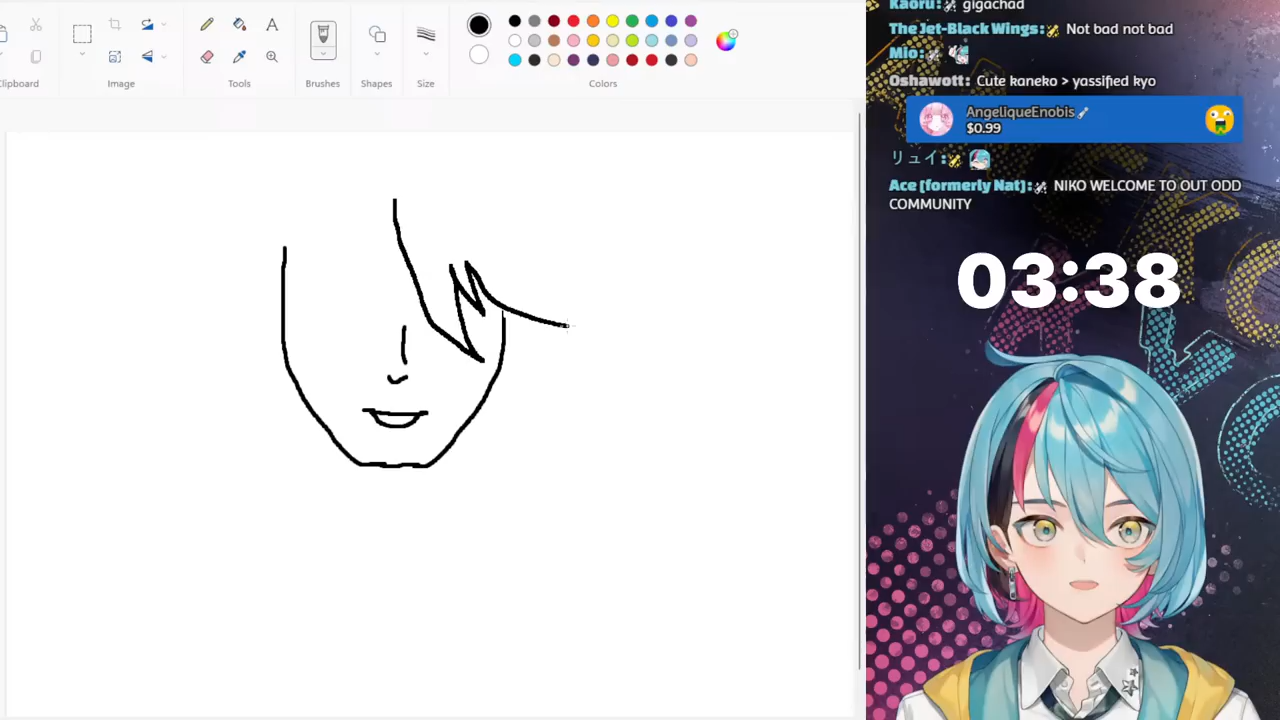 Clipboard
Image
Tools
Brushes
Shapes
Size
Colors
Kaoru: gigachad
The Jet-Black Wings: Not bad not bad
Mio:
Oshawott: Cute kaneko > yassified kyo
AngeliqueEnobis
$0.99
リュイ:
Ace [formerly Nat]: NIKO WELCOME TO OUT ODD
COMMUNITY
03:38